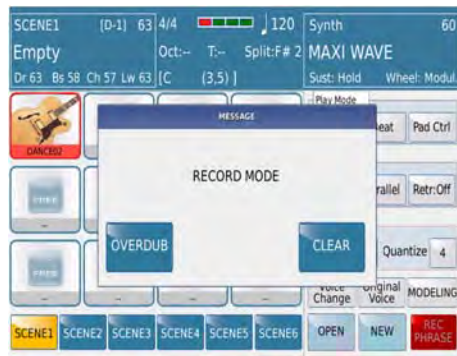 SCENE1 [D-1] 63 4/4 120 Synth 60
Empty Oct:-- T:-- Split:F# 2 MAXI WAVE
Dr 63 Bs 58 Ch 57 Lw 63 [C (3,5) ] Sust: Hold Wheel: Modul.
Play Mode
MESSAGE
eat Pad Ctrl
DANCE02
RECORD MODE
FREE
rallel Retr:Off
--
OVERDUB CLEAR
Quantize 4
FREE
Voice Change Original Voice MODELING
-- -- -- --
SCENE1 SCENE2 SCENE3 SCENE4 SCENE5 SCENE6 OPEN NEW REC PHRASE